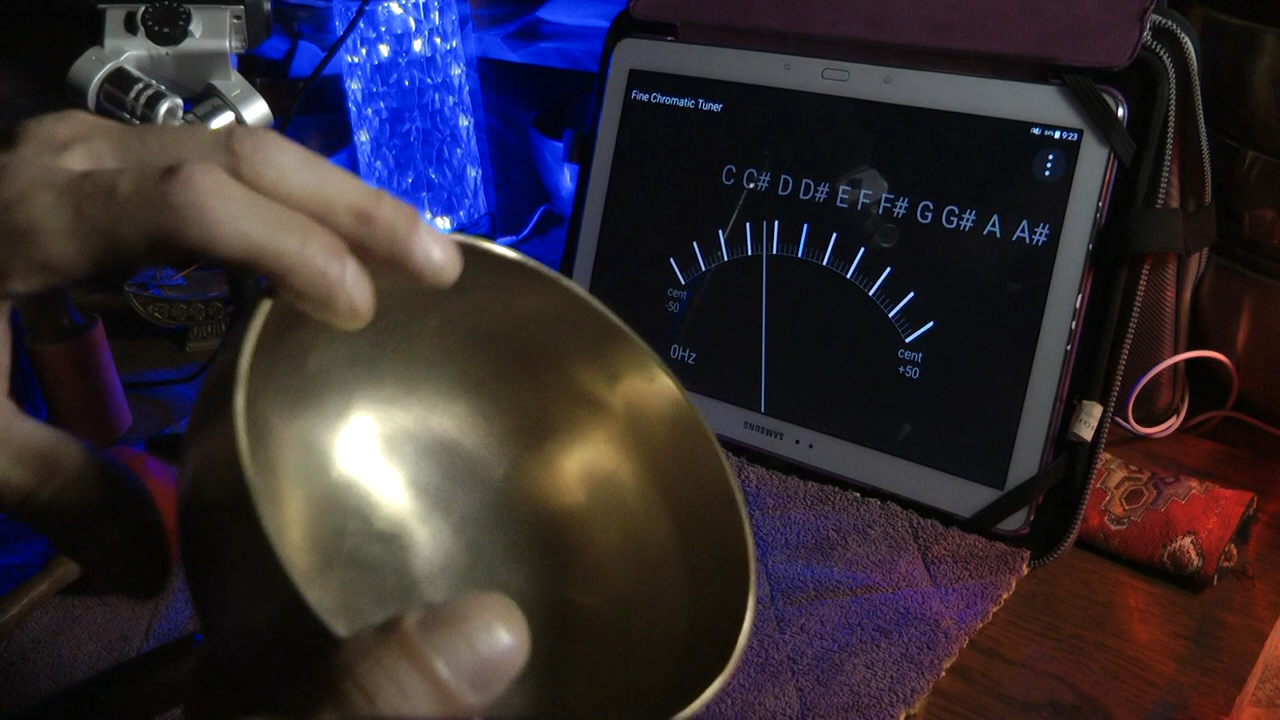 Fine Chromatic Tuner
9:23
C C# D D# E F F# G G# A A#
cent
-50
0Hz
cent
+50
SAMSUNG